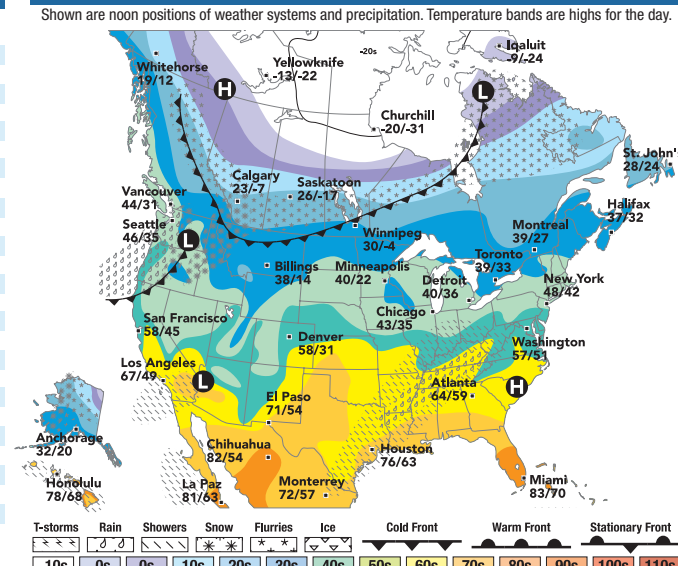 Shown are noon positions of weather systems and precipitation. Temperature bands are highs for the day.
-20s
Iqaluit
-9/-24
Whitehorse
19/12
Yellowknife
-13/-22
H
L
Churchill
-20/-31
St. John's
28/24
Calgary
23/-7
Saskatoon
26/-17
Vancouver
44/31
Halifax
37/32
Seattle
46/35
Winnipeg
30/-4
Montreal
39/27
L
Toronto
39/33
Billings
38/14
Minneapolis
40/22
Detroit
40/36
New York
48/42
San Francisco
58/45
Chicago
43/35
Denver
58/31
Washington
57/51
Los Angeles
67/49
L
Atlanta
64/59
H
El Paso
71/54
Anchorage
32/20
Chihuahua
82/54
Houston
76/63
Honolulu
78/68
La Paz
81/63
Monterrey
72/57
Miami
83/70
T-storms Rain Showers Snow Flurries Ice Cold Front Warm Front Stationary Front
-10s -0s 0s 10s 20s 30s 40s 50s 60s 70s 80s 90s 100s 110s